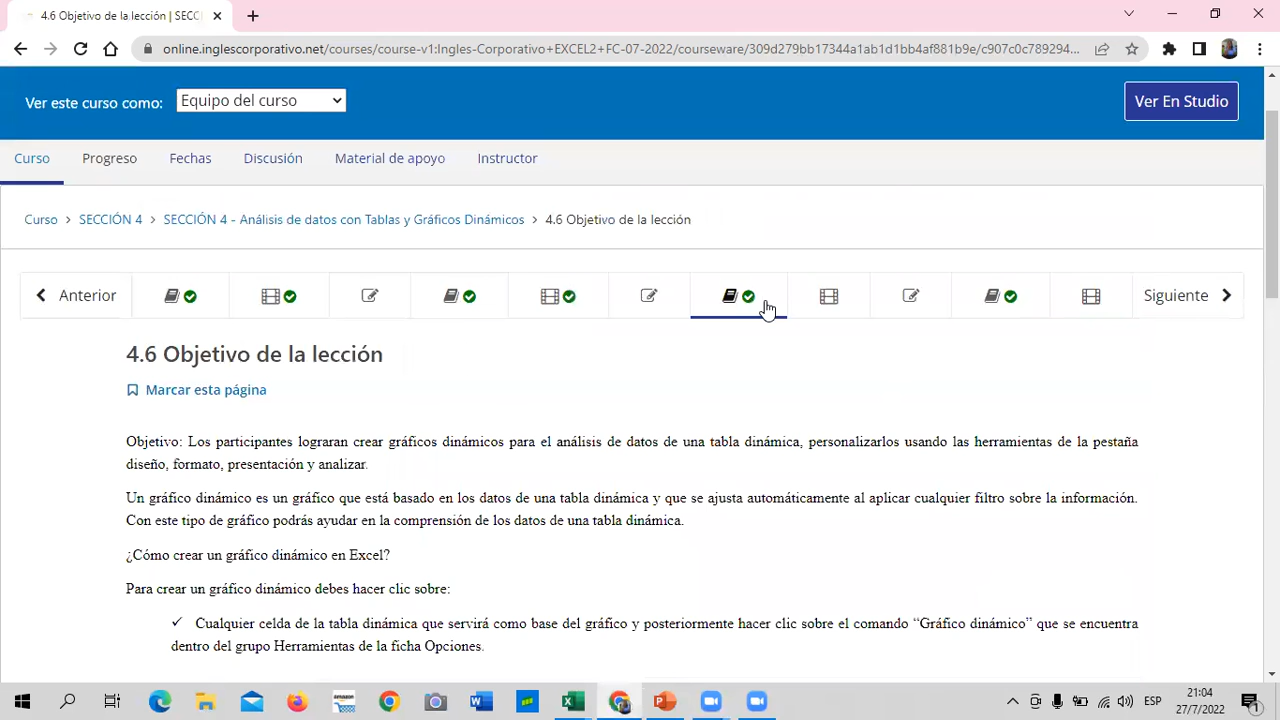 4.6 Objetivo de la lección | SECC
online.inglescorporativo.net/courses/course-v1:Ingles-Corporativo+EXCEL2+FC-07-2022/courseware/309d279bb17344a1ab1d1bb4af881b9e/c907c0c789294...
Ver este curso como:
Equipo del curso
Ver En Studio
Curso
Progreso
Fechas
Discusión
Material de apoyo
Instructor
Curso > SECCIÓN 4 > SECCIÓN 4 - Análisis de datos con Tablas y Gráficos Dinámicos > 4.6 Objetivo de la lección
Anterior
Siguiente
4.6 Objetivo de la lección
Marcar esta página
Objetivo: Los participantes lograran crear gráficos dinámicos para el análisis de datos de una tabla dinámica, personalizarlos usando las herramientas de la pestaña
diseño, formato, presentación y analizar.
Un gráfico dinámico es un gráfico que está basado en los datos de una tabla dinámica y que se ajusta automáticamente al aplicar cualquier filtro sobre la información.
Con este tipo de gráfico podrás ayudar en la comprensión de los datos de una tabla dinámica.
¿Cómo crear un gráfico dinámico en Excel?
Para crear un gráfico dinámico debes hacer clic sobre:
✓ Cualquier celda de la tabla dinámica que servirá como base del gráfico y posteriormente hacer clic sobre el comando “Gráfico dinámico” que se encuentra
dentro del grupo Herramientas de la ficha Opciones.
amazon
ESP
21:04
27/7/2022
1